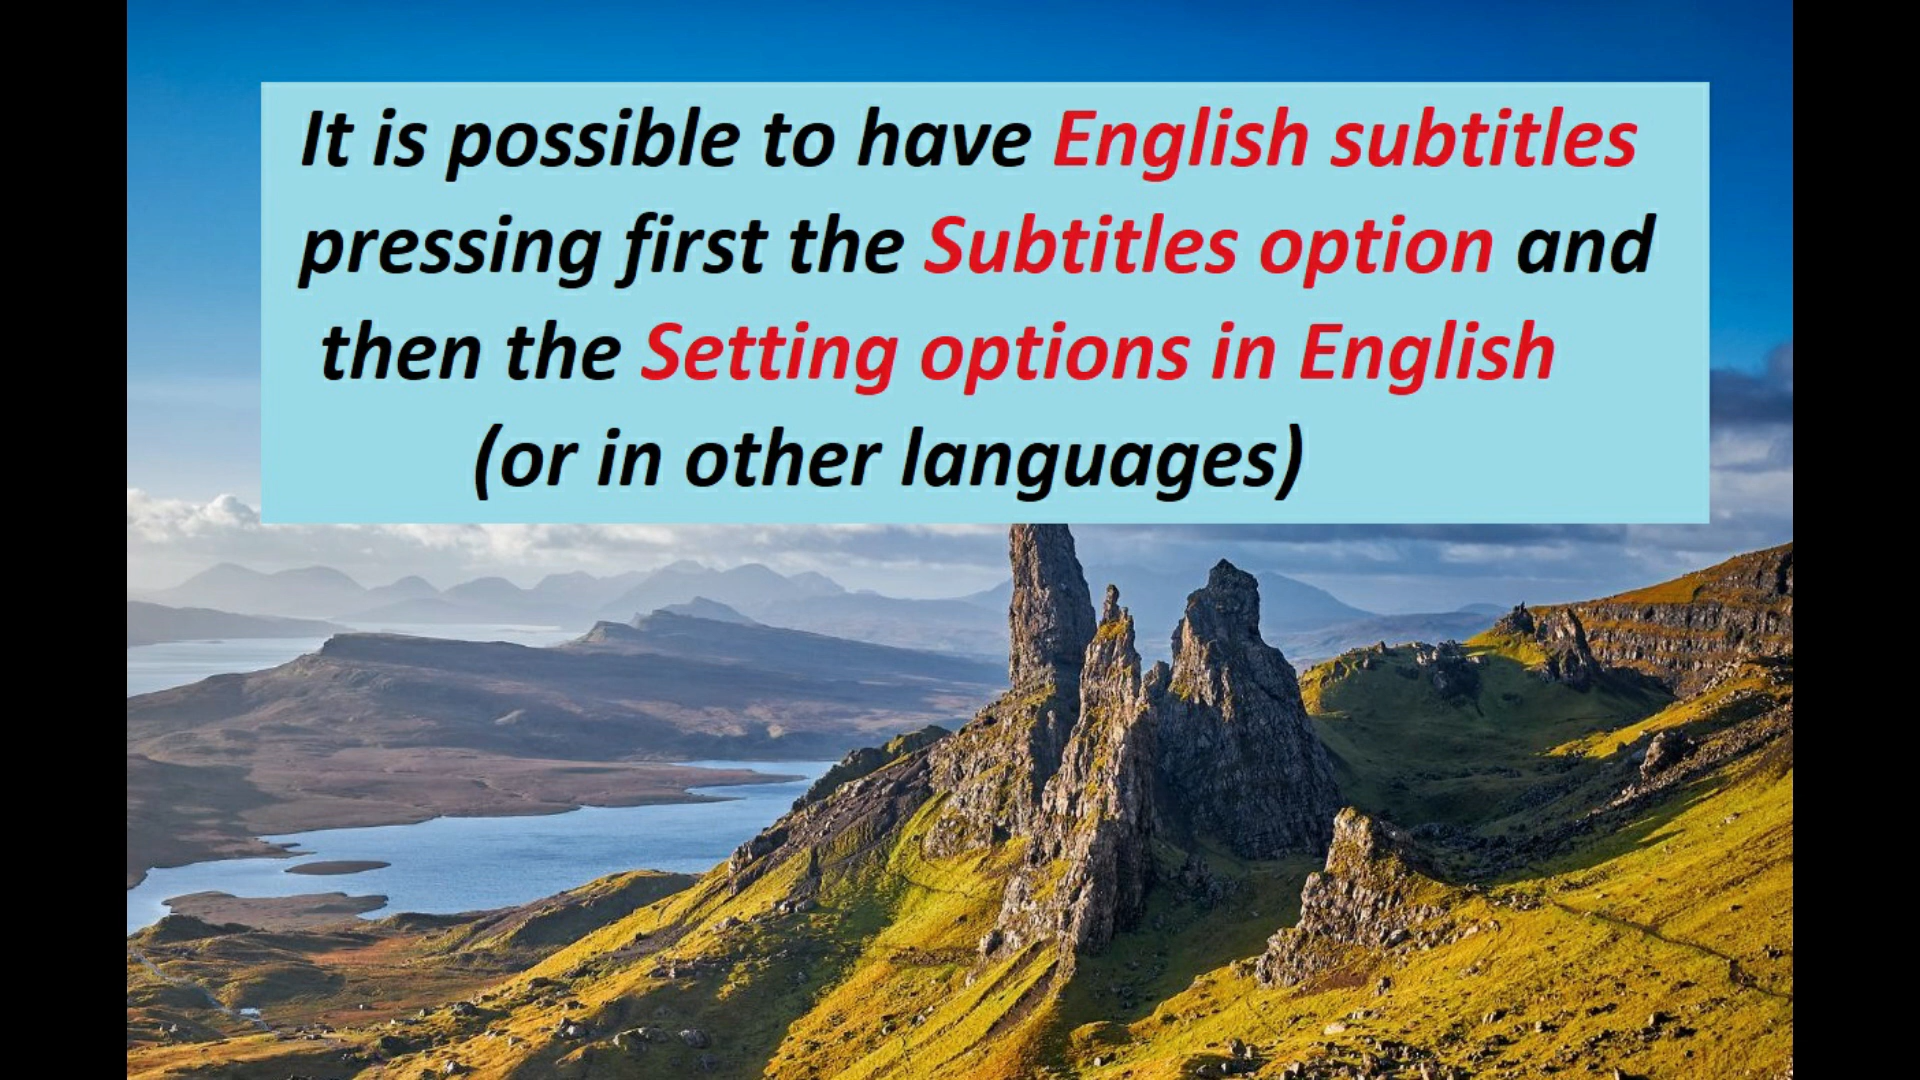 It is possible to have English subtitles
pressing first the Subtitles option and
then the Setting options in English
(or in other languages)